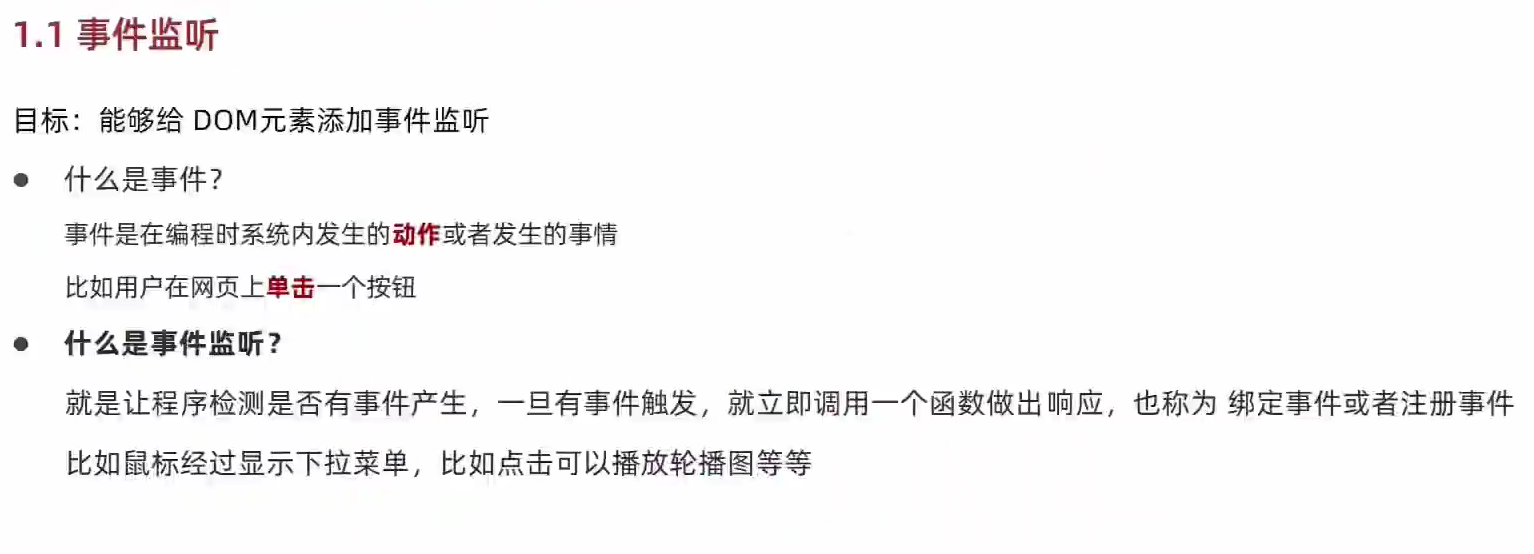 1.1 事件监听
目标：能够给 DOM元素添加事件监听
● 什么是事件？
事件是在编程时系统内发生的动作或者发生的事情
比如用户在网页上单击一个按钮
● 什么是事件监听？
就是让程序检测是否有事件产生，一旦有事件触发，就立即调用一个函数做出响应，也称为 绑定事件或者注册事件
比如鼠标经过显示下拉菜单，比如点击可以播放轮播图等等